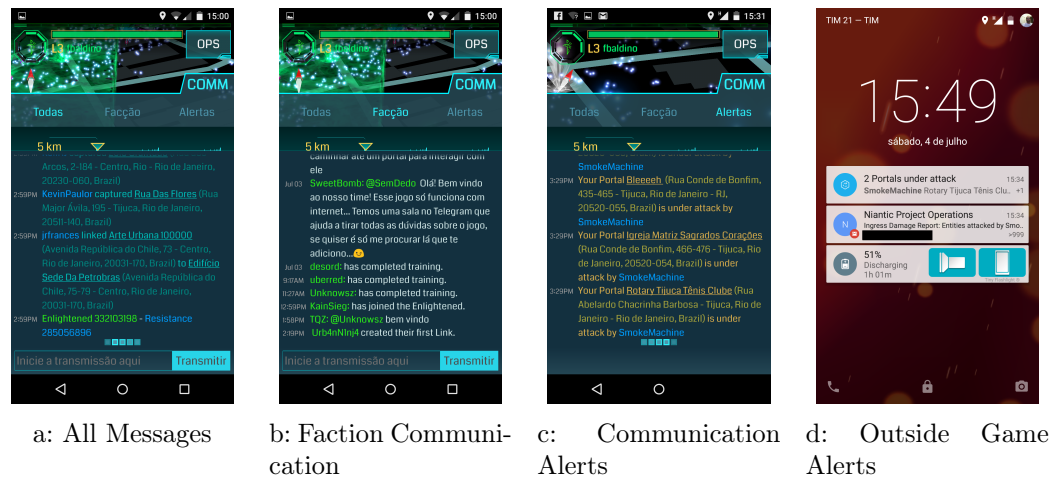 15:00
L3 fbaldino
OPS
COMM
Todas Facção Alertas
5 km
Arcos, 2-184 - Centro, Rio - Rio de Janeiro,
20230-060, Brazil)
2:59PM KevinPaulor captured Rua Das Flores (Rua
Major Ávila, 195 - Tijuca, Rio de Janeiro,
20511-140, Brazil)
2:59PM jrfrances linked Arte Urbana 100000
(Avenida República do Chile, 73 - Centro,
Rio de Janeiro, 20031-170, Brazil) to Edifício
Sede Da Petrobras (Avenida República do
Chile, 75-79 - Centro, Rio de Janeiro,
20031-170, Brazil)
2:59PM Enlightened 332103198 - Resistance
285056896
Inicie a transmissão aqui Transmitir
a: All Messages
15:00
L3 fbaldino
OPS
COMM
Todas Facção Alertas
5 km
caminhar até um portal para interagir com
ele
Jul 03 SweetBomb: @SemDedo Olá! Bem vindo
ao nosso time! Esse jogo só funciona com
internet... Temos uma sala no Telegram que
ajuda a tirar todas as dúvidas sobre o jogo,
se quiser é só me procurar lá que te
adiciono...
Jul 03 desord: has completed training.
9:17AM uberred: has completed training.
11:27AM Unknowsz: has completed training.
12:59PM KainSieg: has joined the Enlightened.
1:58PM TQZ: @Unknowsz bem vindo
2:19PM Urb4nN1nj4 created their first Link.
Inicie a transmissão aqui Transmitir
b: Faction Communi-
cation
15:31
L3 fbaldino
OPS
COMM
Todas Facção Alertas
5 km
is under attack by
SmokeMachine
3:29PM Your Portal Bleeeeh (Rua Conde de Bonfim,
435-465 - Tijuca, Rio de Janeiro - RJ,
20520-055, Brazil) is under attack by
SmokeMachine
3:29PM Your Portal Igreja Matriz Sagrados Corações
(Rua Conde de Bonfim, 466-476 - Tijuca, Rio
de Janeiro, 20520-054, Brazil) is under
attack by SmokeMachine
3:29PM Your Portal Rotary Tijuca Tênis Clube (Rua
Abelardo Chacrinha Barbosa - Tijuca, Rio de
Janeiro - Rio de Janeiro, Brazil) is under
attack by SmokeMachine
c: Communication
Alerts
TIM 21 — TIM
15:49
sábado, 4 de julho
2 Portals under attack 15:34
SmokeMachine Rotary Tijuca Tênis Clu.. +1
N Niantic Project Operations 15:34
Ingress Damage Report: Entities attacked by Smo..
>999
51%
Discharging
1h 01m
d: Outside Game
Alerts